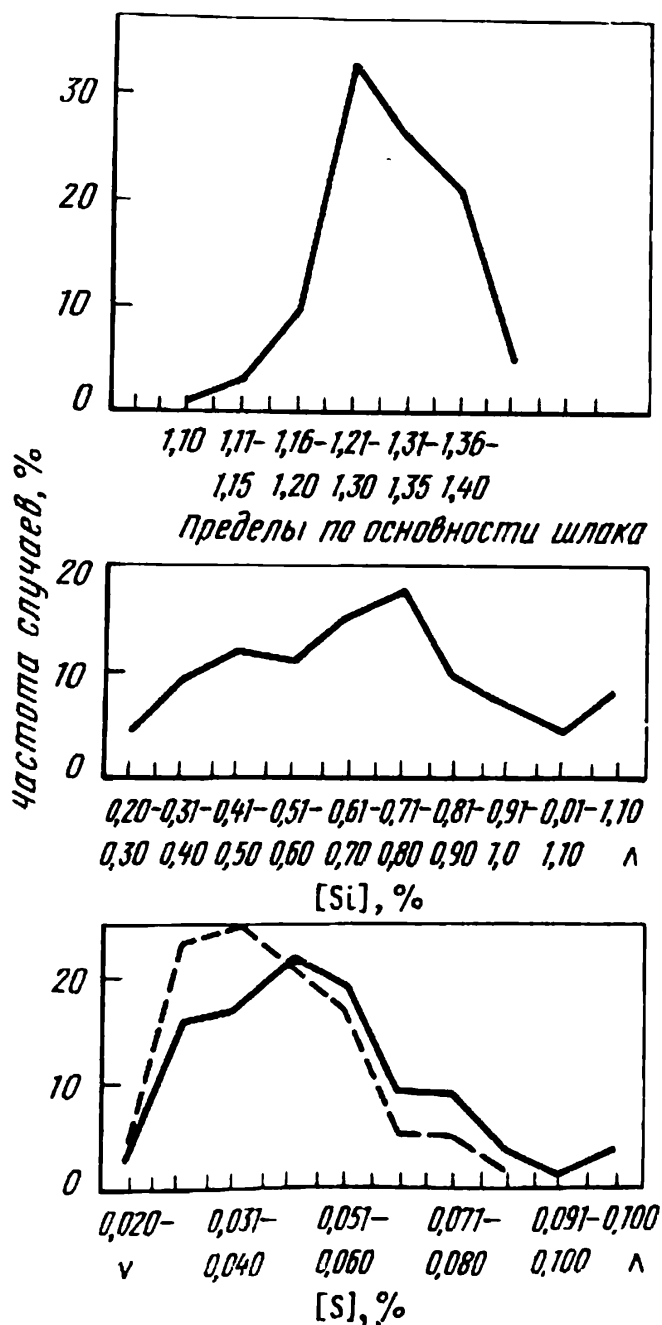 30
20
10
0
1,10 1,11- 1,16- 1,21- 1,31- 1,36-
1,15 1,20 1,30 1,35 1,40
Пределы по основности шлака
Частота случаев, %
20
10
0
0,20- 0,31- 0,41- 0,51- 0,61- 0,71- 0,81- 0,91- 0,01- 1,10
0,30 0,40 0,50 0,60 0,70 0,80 0,90 1,0 1,10 ^
[Si], %
20
10
0
0,020- 0,031- 0,051- 0,071- 0,091- 0,100
v 0,040 0,060 0,080 0,100 ^
[S], %